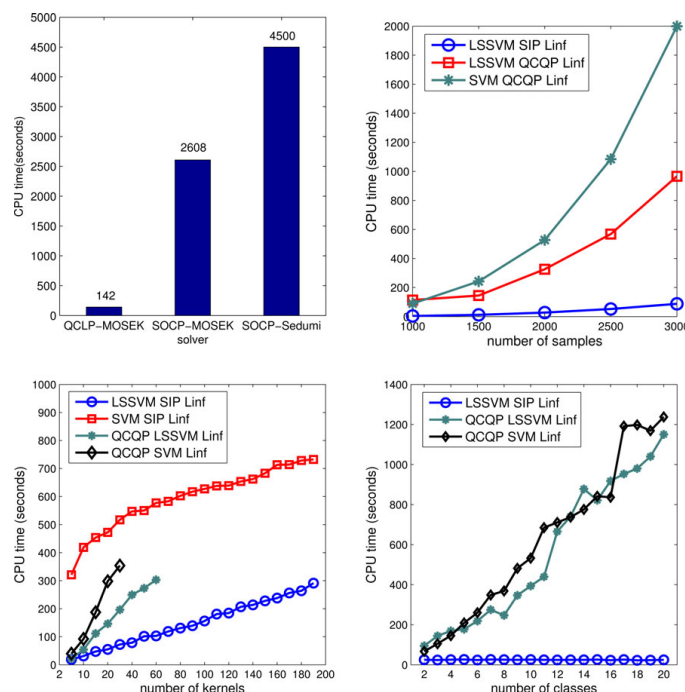 5000
4500
4000
3500
3000
2500
2000
1500
1000
500
0
CPU time(seconds)
142
2608
4500
QCLP−MOSEK SOCP−MOSEK SOCP−Sedumi
solver
2000
1800
1600
1400
1200
1000
800
600
400
200
0
CPU time (seconds)
LSSVM SIP Linf
LSSVM QCQP Linf
SVM QCQP Linf
1000 1500 2000 2500 3000
number of samples
1000
900
800
700
600
500
400
300
200
100
0
CPU time (seconds)
LSSVM SIP Linf
SVM SIP Linf
QCQP LSSVM Linf
QCQP SVM Linf
2 10 20 40 60 80 100 120 140 160 180 190
number of kernels
1400
1200
1000
800
600
400
200
0
CPU time (seconds)
LSSVM SIP Linf
QCQP LSSVM Linf
QCQP SVM Linf
2 4 6 8 10 12 14 16 18 20
number of classes